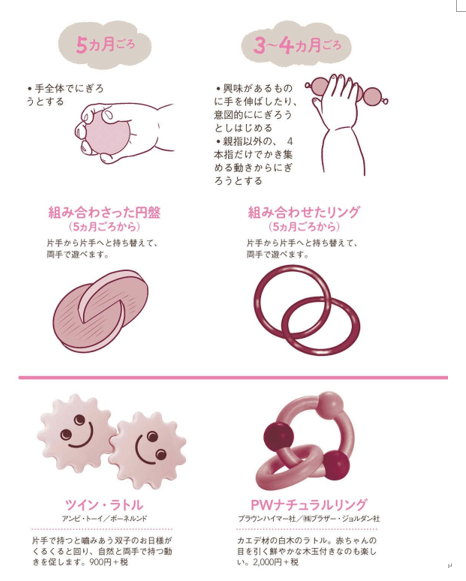 5ヵ月ごろ
• 手全体でにぎろ
うとする
3〜4ヵ月ごろ
• 興味があるもの
に手を伸ばしたり、
意図的ににぎろう
としはじめる
• 親指以外の、 4
本指だけでかき集
める動きからにぎ
ろうとする
組み合わさった円盤
(5ヵ月ごろから)
片手から片手へと持ち替えて、
両手で遊べます。
組み合わせたリング
(5ヵ月ごろから)
片手から片手へと持ち替えて、
両手で遊べます。
ツイン・ラトル
アンビ・トーイ/ボーネルンド
片手で持つと噛みあう双子のお日様が
くるくると回り、自然と両手で持つ動
きを促します。900円+税
PWナチュラルリング
ブラウンハイマー社/㈱ブラザー・ジョルダン社
カエデ材の白木のラトル。赤ちゃんの
目を引く鮮やかな木玉付きなのも楽し
い。2,000円+税